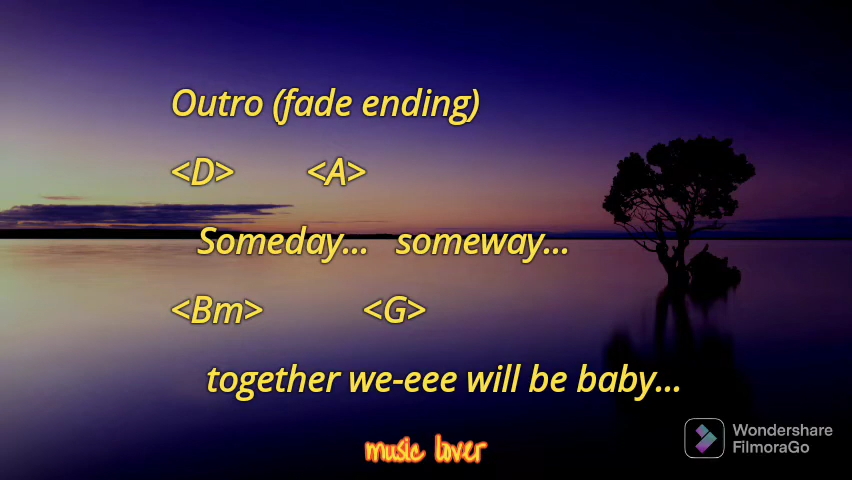 Outro (fade ending)
<D> <A>
Someday... someway...
<Bm> <G>
together we-eee will be baby...
music lover
Wondershare
FilmoraGo